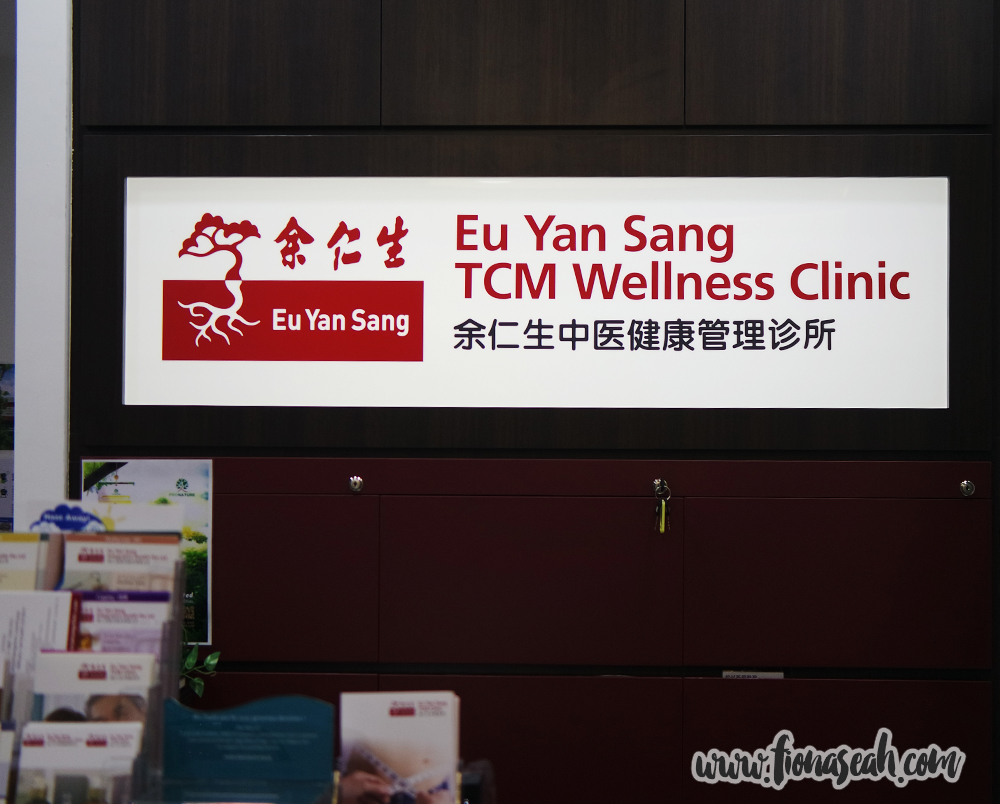 余仁生
Eu Yan Sang
Eu Yan Sang
TCM Wellness Clinic
余仁生中医健康管理诊所
www.fionaseah.com